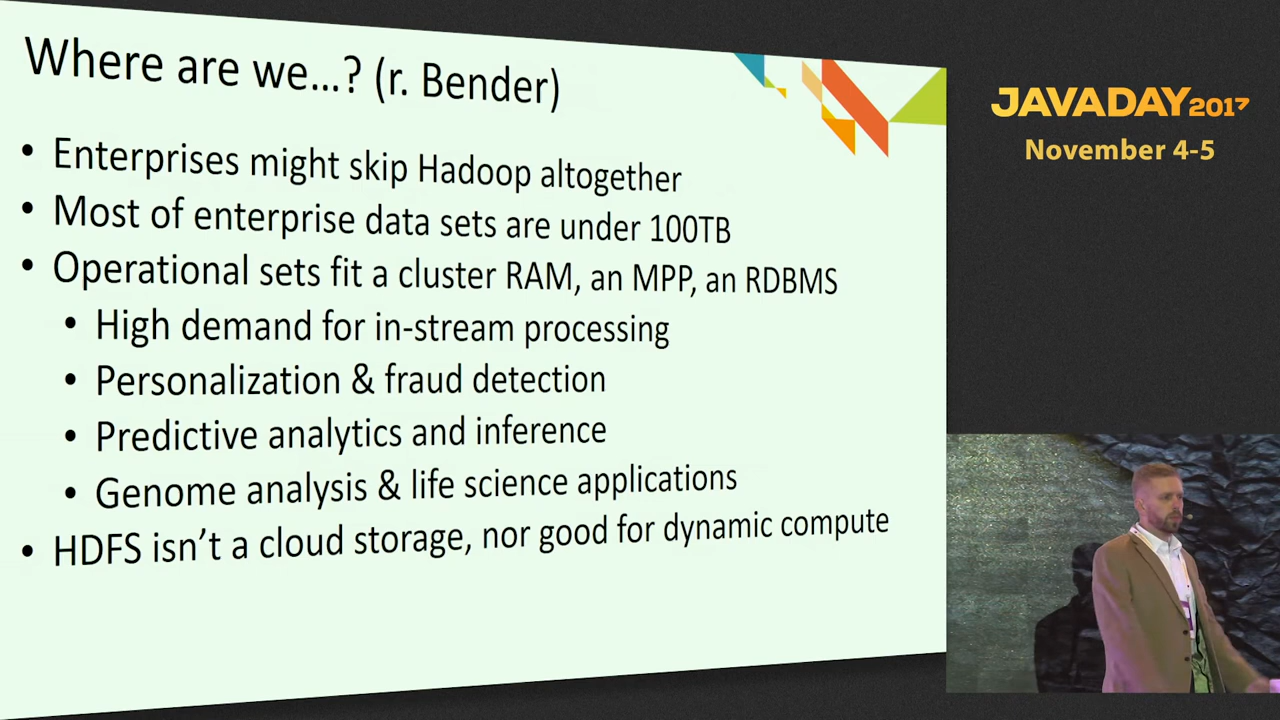 Where are we...? (r. Bender)
• Enterprises might skip Hadoop altogether
• Most of enterprise data sets are under 100TB
• Operational sets fit a cluster RAM, an MPP, an RDBMS
• High demand for in-stream processing
• Personalization & fraud detection
• Predictive analytics and inference
• Genome analysis & life science applications
• HDFS isn't a cloud storage, nor good for dynamic compute
JAVADAY 2017
November 4-5